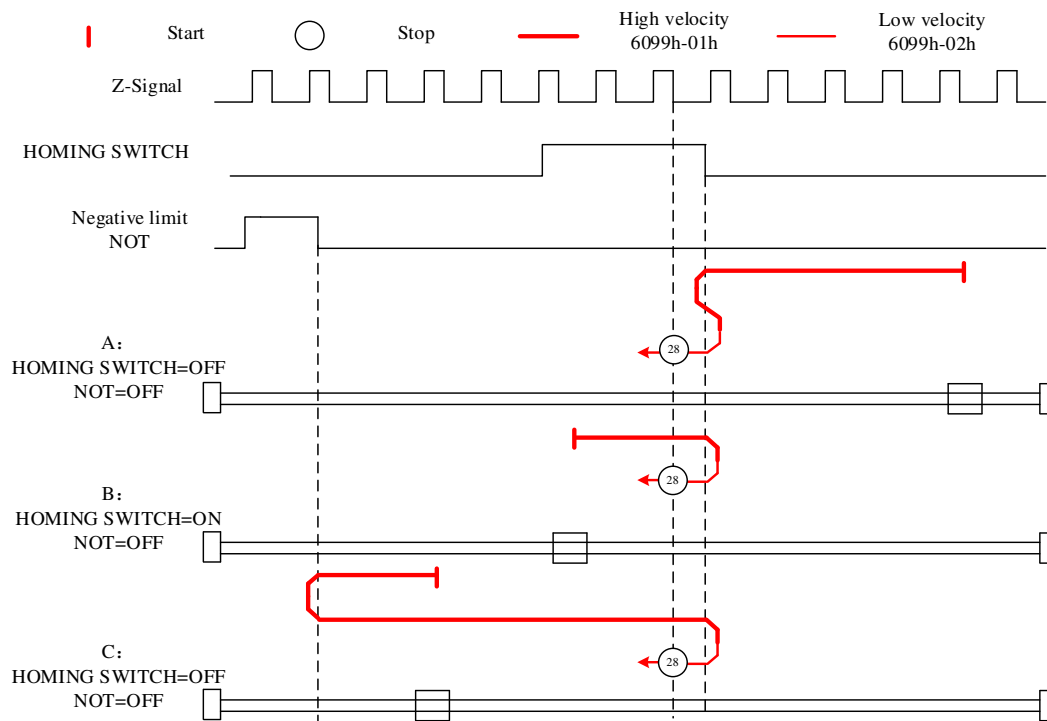 Start
Stop
High velocity
6099h-01h
Low velocity
6099h-02h
Z-Signal
HOMING SWITCH
Negative limit
NOT
A：
HOMING SWITCH=OFF
NOT=OFF
28
B：
HOMING SWITCH=ON
NOT=OFF
28
C：
HOMING SWITCH=OFF
NOT=OFF
28